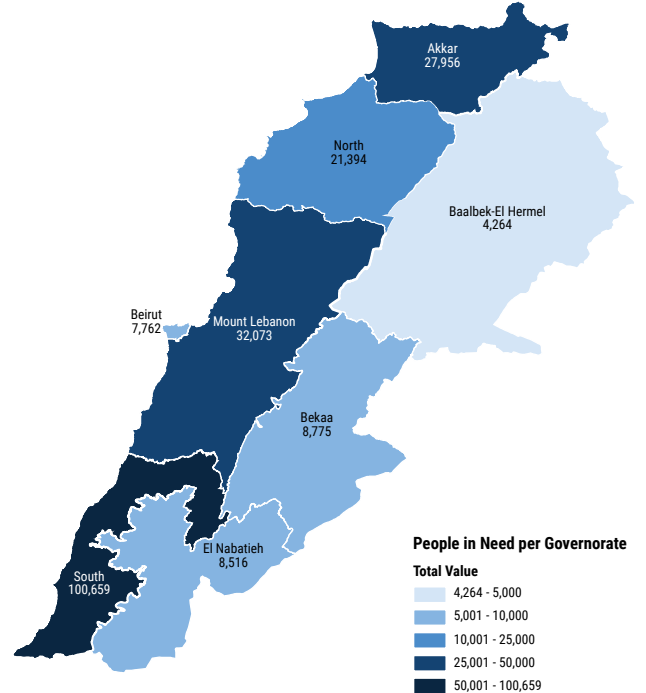 Akkar
27,956
North
21,394
Baalbek-El Hermel
4,264
Beirut
7,762
Mount Lebanon
32,073
Bekaa
8,775
El Nabatieh
8,516
South
100,659
People in Need per Governorate
Total Value
4,264 - 5,000
5,001 - 10,000
10,001 - 25,000
25,001 - 50,000
50,001 - 100,659